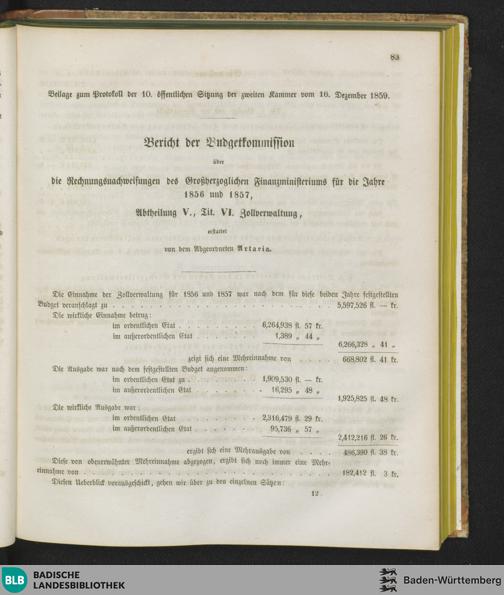 83
Beilage zum Protokoll der 10. öffentlichen Sitzung der zweiten Kammer vom 16. Dezember 1859.
Bericht der Budgetkommission
über
die Rechnungsnachweisungen des Großherzoglichen Finanzministeriums für die Jahre
1856 und 1857,
Abtheilung V., Tit. VI. Zollverwaltung,
erstattet
von dem Abgeordneten Artaria.
Die Einnahme der Zollverwaltung für 1856 und 1857 war nach dem für diese beiden Jahre festgestellten
Budget veranschlagt zu . . . . . 5,597,526 fl. — kr.
Die wirkliche Einnahme betrug:
im ordentlichen Etat . . . . . 6,264,938 fl. 57 kr.
im außerordentlichen Etat . . . . . 1,389 „ 44 „
6,266,328 „ 41 „
zeigt sich eine Mehreinnahme von . . . . . 668,802 fl. 41 kr.
Die Ausgabe war nach dem festgestellten Budget angenommen:
im ordentlichen Etat zu . . . . . 1,909,530 fl. — kr.
im außerordentlichen Etat . . . . . 16,295 „ 48 „
1,925,825 fl. 48 kr.
Die wirkliche Ausgabe war:
im ordentlichen Etat . . . . . 2,316,479 fl. 29 kr.
im außerordentlichen Etat . . . . . 95,736 „ 57 „
2,412,216 fl. 26 kr.
ergibt sich eine Mehrausgabe von . . . . . 486,390 fl. 38 kr.
Diese von obenerwähnter Mehreinnahme abgezogen, ergibt sich noch immer eine Mehr-
einnahme von . . . . . 182,412 fl. 3 kr.
Diesen Ueberblick vorausgeschickt, gehen wir über zu den einzelnen Sätzen:
12
BLB BADISCHE
LANDESBIBLIOTHEK
Baden-Württemberg